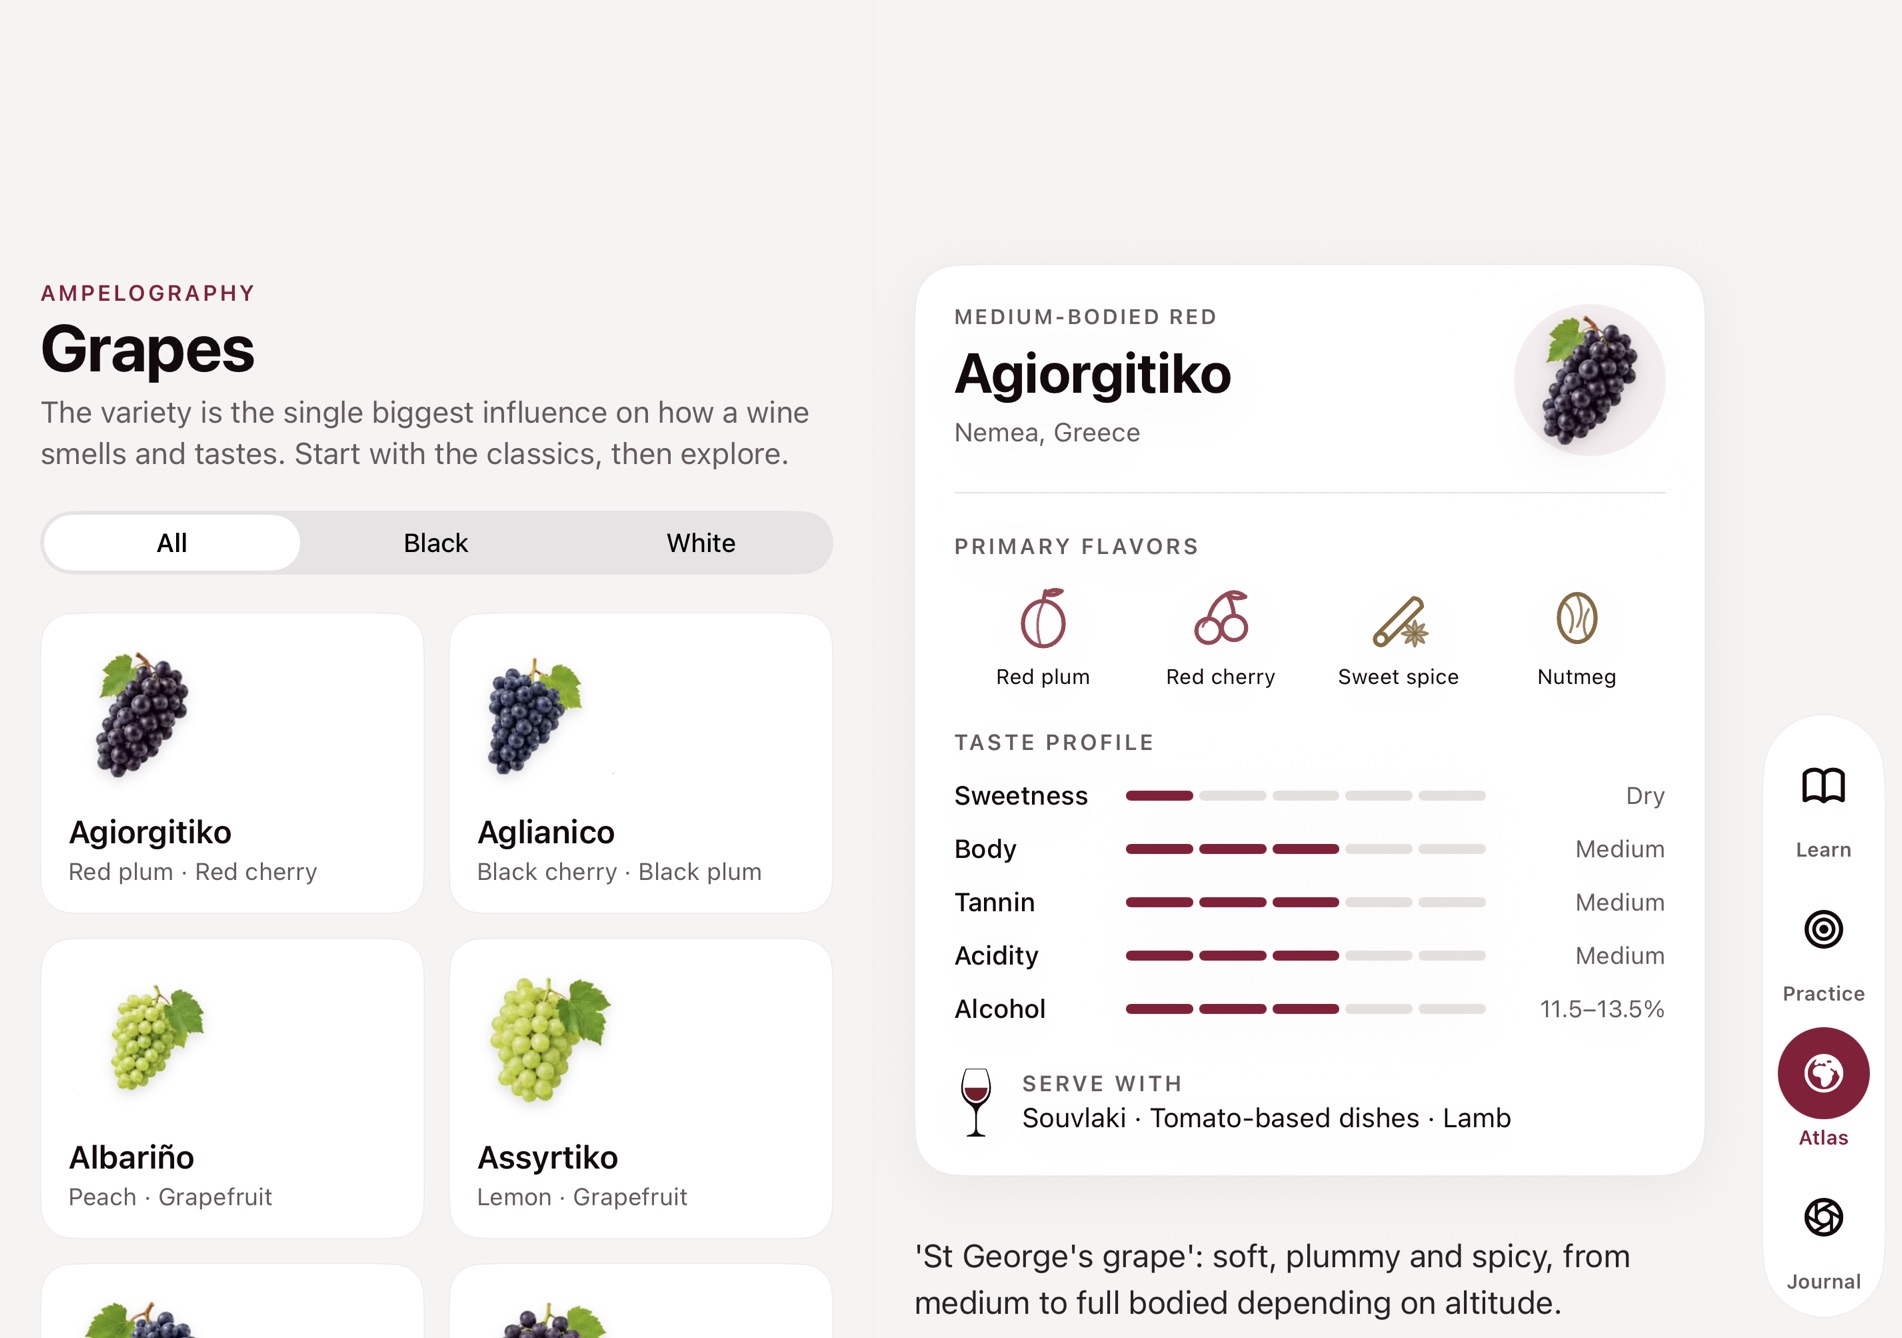 AMPELOGRAPHY
Grapes
The variety is the single biggest influence on how a wine
smells and tastes. Start with the classics, then explore.
All
Black
White
Agiorgitiko
Red plum · Red cherry
Aglianico
Black cherry · Black plum
Albariño
Peach · Grapefruit
Assyrtiko
Lemon · Grapefruit
MEDIUM-BODIED RED
Agiorgitiko
Nemea, Greece
PRIMARY FLAVORS
Red plum
Red cherry
Sweet spice
Nutmeg
TASTE PROFILE
Sweetness
Dry
Body
Medium
Tannin
Medium
Acidity
Medium
Alcohol
11.5–13.5%
SERVE WITH
Souvlaki · Tomato-based dishes · Lamb
'St George's grape': soft, plummy and spicy, from
medium to full bodied depending on altitude.
Learn
Practice
Atlas
Journal